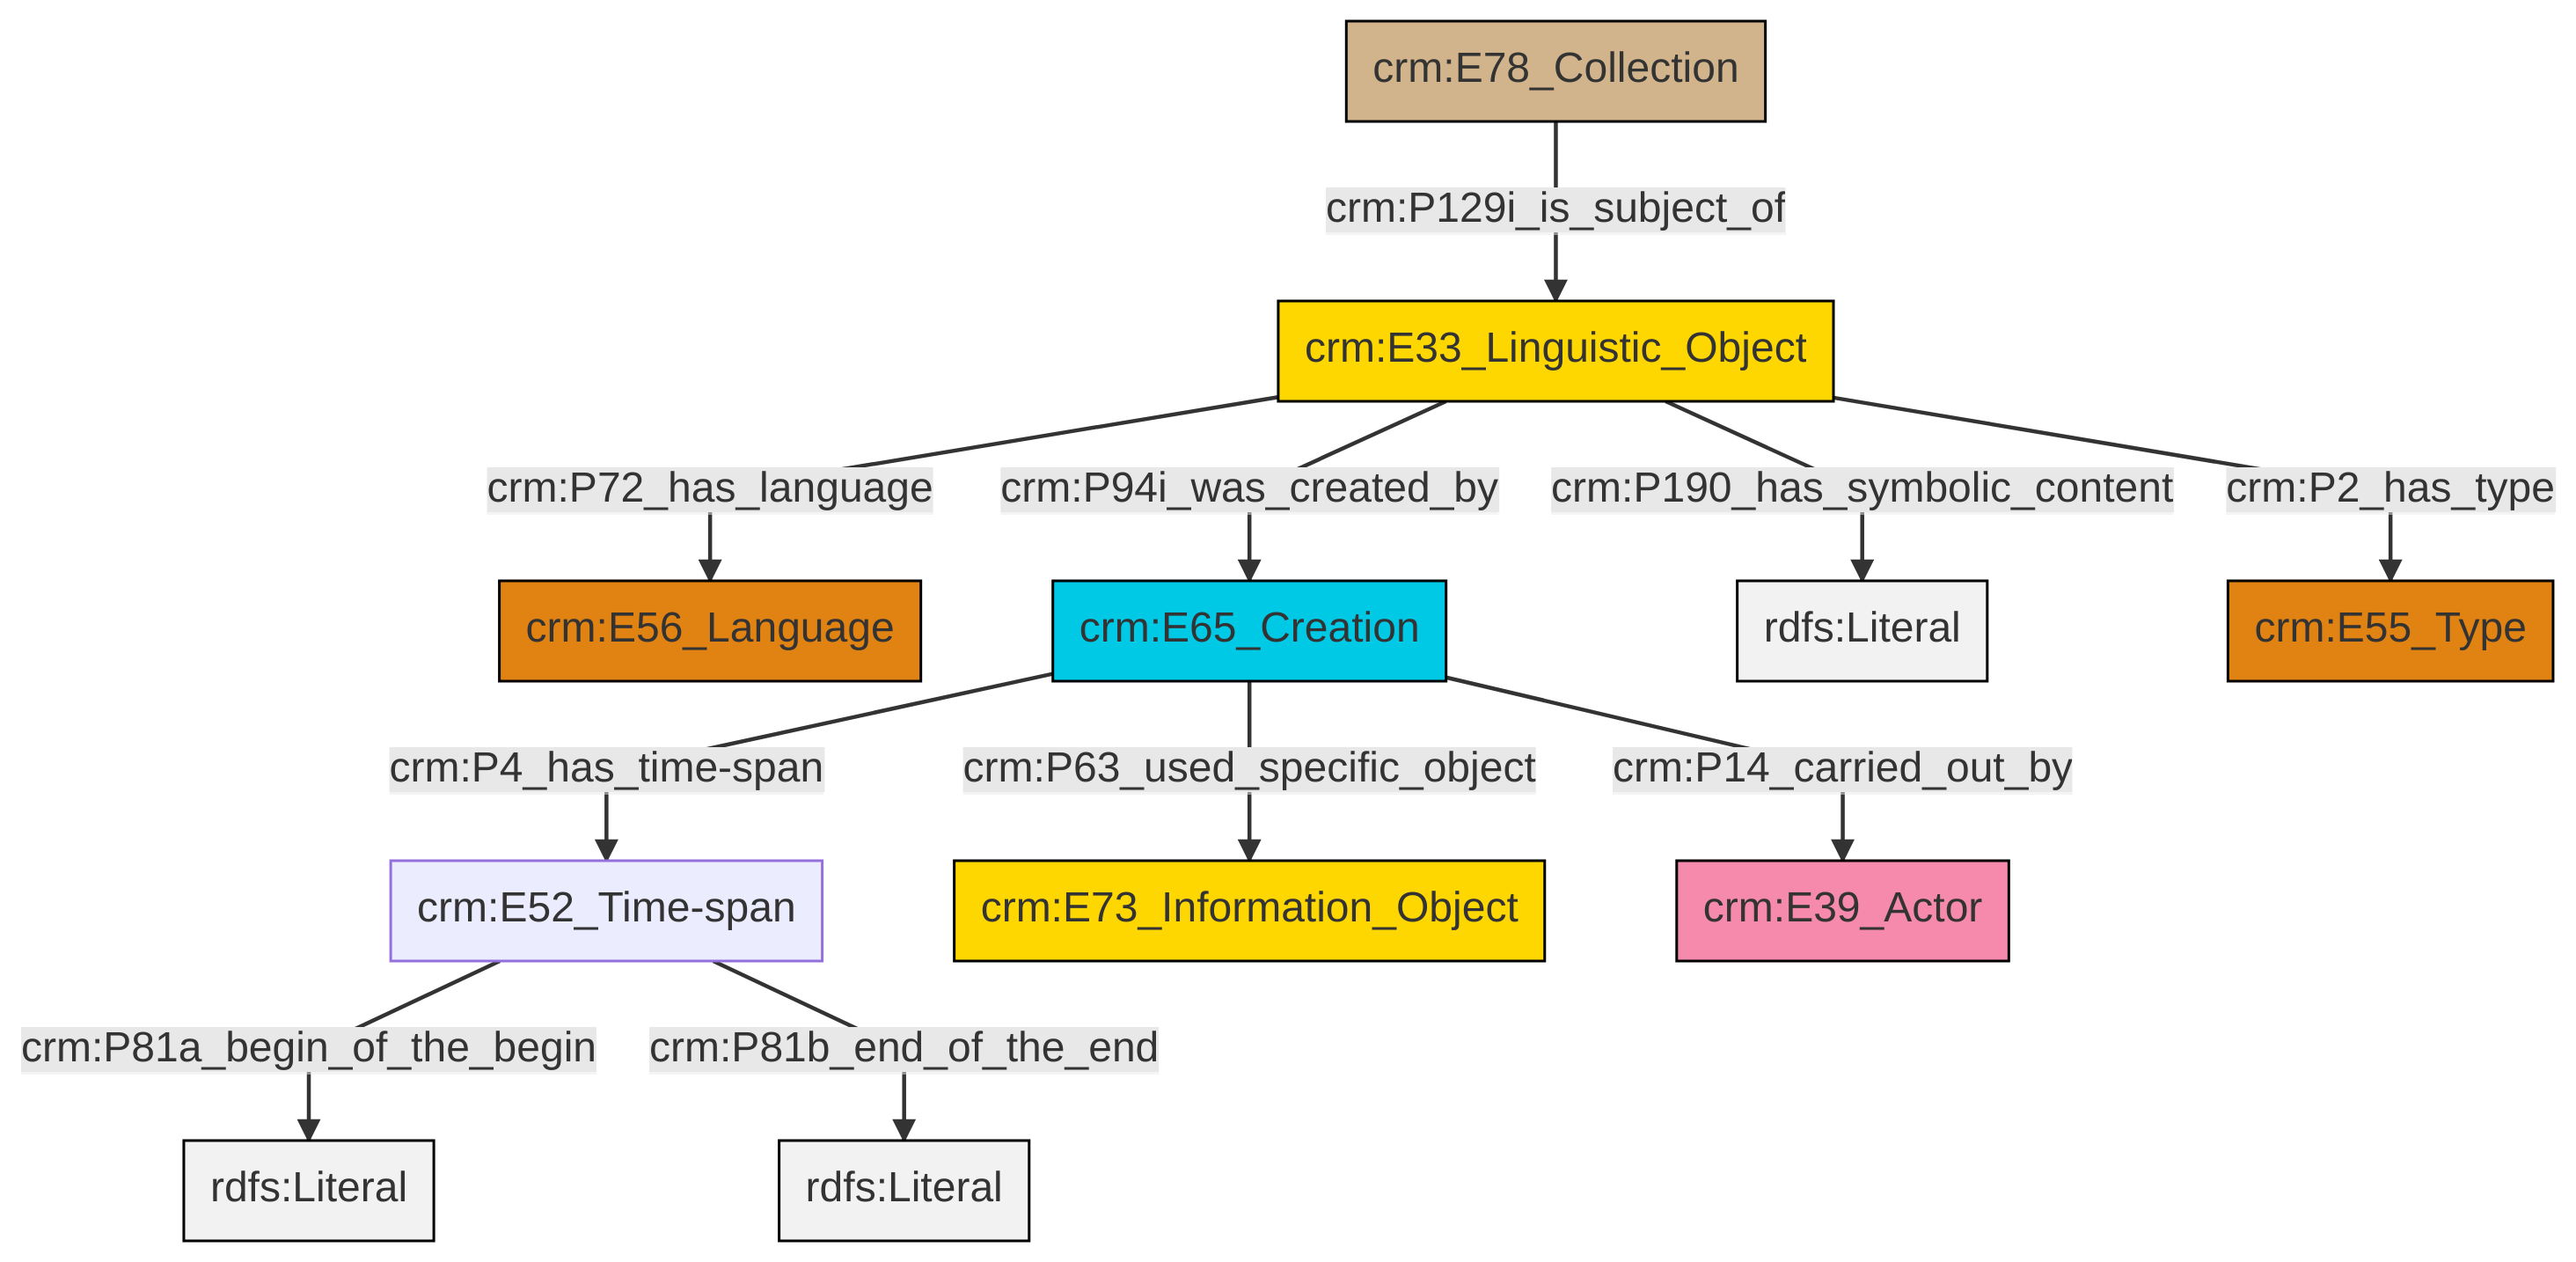 crm:E78_Collection
crm:P129i_is_subject_of
crm:E33_Linguistic_Object
crm:P72_has_language
crm:P94i_was_created_by
crm:P190_has_symbolic_content
crm:P2_has_type
crm:E56_Language
crm:E65_Creation
rdfs:Literal
crm:E55_Type
crm:P4_has_time-span
crm:P63_used_specific_object
crm:P14_carried_out_by
crm:E52_Time-span
crm:E73_Information_Object
crm:E39_Actor
crm:P81a_begin_of_the_begin
crm:P81b_end_of_the_end
rdfs:Literal
rdfs:Literal